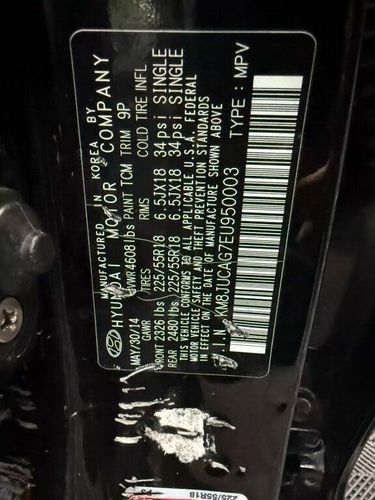 MANUFACTURED IN KOREA BY
HYUNDAI MOTOR COMPANY
MAY/30/14 GVWR 4608 lbs PAINT TCM TRIM 9P
GAWR TIRES RIMS COLD TIRE INFL
FRONT 2326 lbs 225/55R18 6.5JX18 34 psi SINGLE
REAR 2480 lbs 225/55R18 6.5JX18 34 psi SINGLE
THIS VEHICLE CONFORMS TO ALL APPLICABLE U.S.A. FEDERAL
MOTOR VEHICLE SAFETY AND THEFT PREVENTION STANDARDS
IN EFFECT ON THE DATE OF MANUFACTURE SHOWN ABOVE
V.I.N. : KM8JUCAG7EU950003 TYPE : MPV
225/55R18